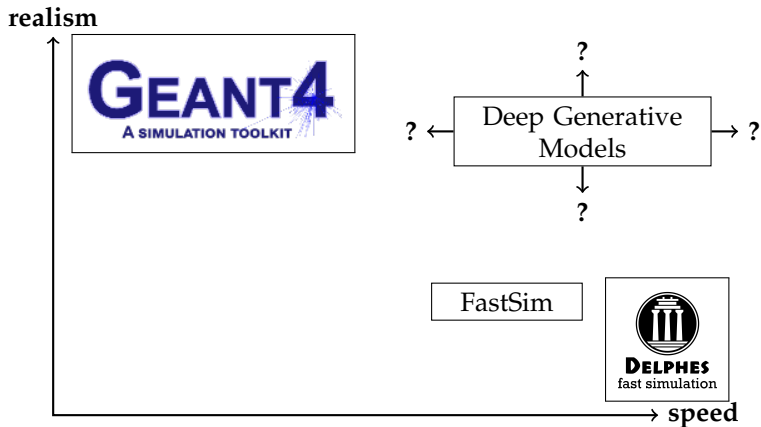 realism
GEANT4
A SIMULATION TOOLKIT
?
? Deep Generative ?
Models
?
FastSim
DELPHES
fast simulation
speed